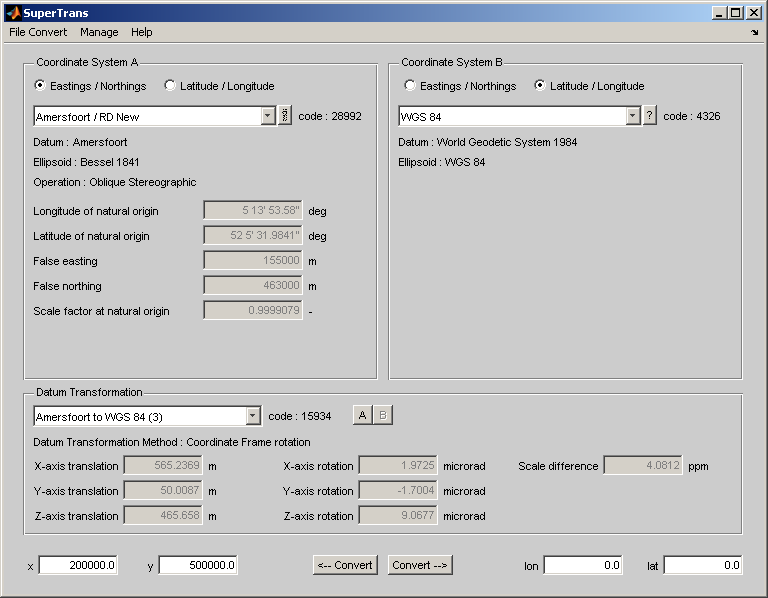 SuperTrans
File Convert Manage Help
Coordinate System A
Eastings / Northings Latitude / Longitude
Amersfoort / RD New code : 28992
Datum : Amersfoort
Ellipsoid : Bessel 1841
Operation : Oblique Stereographic
Longitude of natural origin 5 13' 53.58" deg
Latitude of natural origin 52 5' 31.9841" deg
False easting 155000 m
False northing 463000 m
Scale factor at natural origin 0.9999079 -
Coordinate System B
Eastings / Northings Latitude / Longitude
WGS 84 ? code : 4326
Datum : World Geodetic System 1984
Ellipsoid : WGS 84
Datum Transformation
Amersfoort to WGS 84 (3) code : 15934 A B
Datum Transformation Method : Coordinate Frame rotation
X-axis translation 565.2369 m X-axis rotation 1.9725 microrad Scale difference 4.0812 ppm
Y-axis translation 50.0087 m Y-axis rotation -1.7004 microrad
Z-axis translation 465.658 m Z-axis rotation 9.0677 microrad
x 200000.0 y 500000.0 <-- Convert Convert --> lon 0.0 lat 0.0